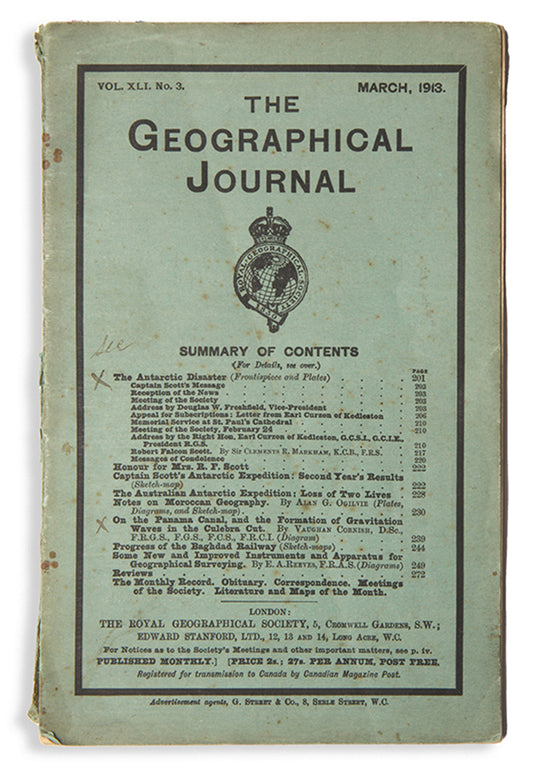 VOL. XLI. No. 3.
MARCH, 1913.
THE
GEOGRAPHICAL
JOURNAL
ROYAL · GEOGRAPHICAL · SOCIETY
1830
See
SUMMARY OF CONTENTS
(For Details, see over.)
PAGE
X The Antarctic Disaster (Frontispiece and Plates) . . . . 201
Captain Scott's Message . . . . 203
Reception of the News . . . . 203
Meeting of the Society . . . . 203
Address by Douglas W. Freshfield, Vice-President . . . . 203
Appeal for Subscriptions: Letter from Earl Curzon of Kedleston . . 206
Memorial Service at St. Paul's Cathedral . . . . 210
Meeting of the Society, February 24 . . . . 210
Address by the Right Hon. Earl Curzon of Kedleston, G.C.S.I., G.C.I.E.,
President R.G.S. . . . . 210
Robert Falcon Scott. By Sir Clements R. Markham, K.C.B., F.R.S. . 217
Messages of Condolence . . . . 220
Honour for Mrs. R. F. Scott . . . . 222
Captain Scott's Antarctic Expedition: Second Year's Results
(Sketch-map) . . . . 222
The Australian Antarctic Expedition: Loss of Two Lives . 228
Notes on Moroccan Geography. By Alan G. Ogilvie (Plates,
Diagrams, and Sketch-map) . . . . 230
X On the Panama Canal, and the Formation of Gravitation
Waves in the Culebra Cut. By Vaughan Cornish, D.Sc.,
F.R.G.S., F.G.S., F.C.S., F.R.C.I. (Diagram) . . . . 239
Progress of the Baghdad Railway (Sketch-maps) . . . . 244
Some New and Improved Instruments and Apparatus for
Geographical Surveying. By E. A. Reeves, F.R.A.S. (Diagrams) . 249
Reviews . . . . 272
The Monthly Record. Obituary. Correspondence. Meetings
of the Society. Literature and Maps of the Month.
LONDON:
THE ROYAL GEOGRAPHICAL SOCIETY, 5, Cromwell Gardens, S.W.;
EDWARD STANFORD, LTD., 12, 13 and 14, Long Acre, W.C.
For Notices as to the Society's Meetings and other important matters, see p. iv.
PUBLISHED MONTHLY.] [PRICE 2s.; 27s. PER ANNUM, POST FREE.
Registered for transmission to Canada by Canadian Magazine Post.
Advertisement agents, G. Street & Co., 8, Serle Street, W.C.